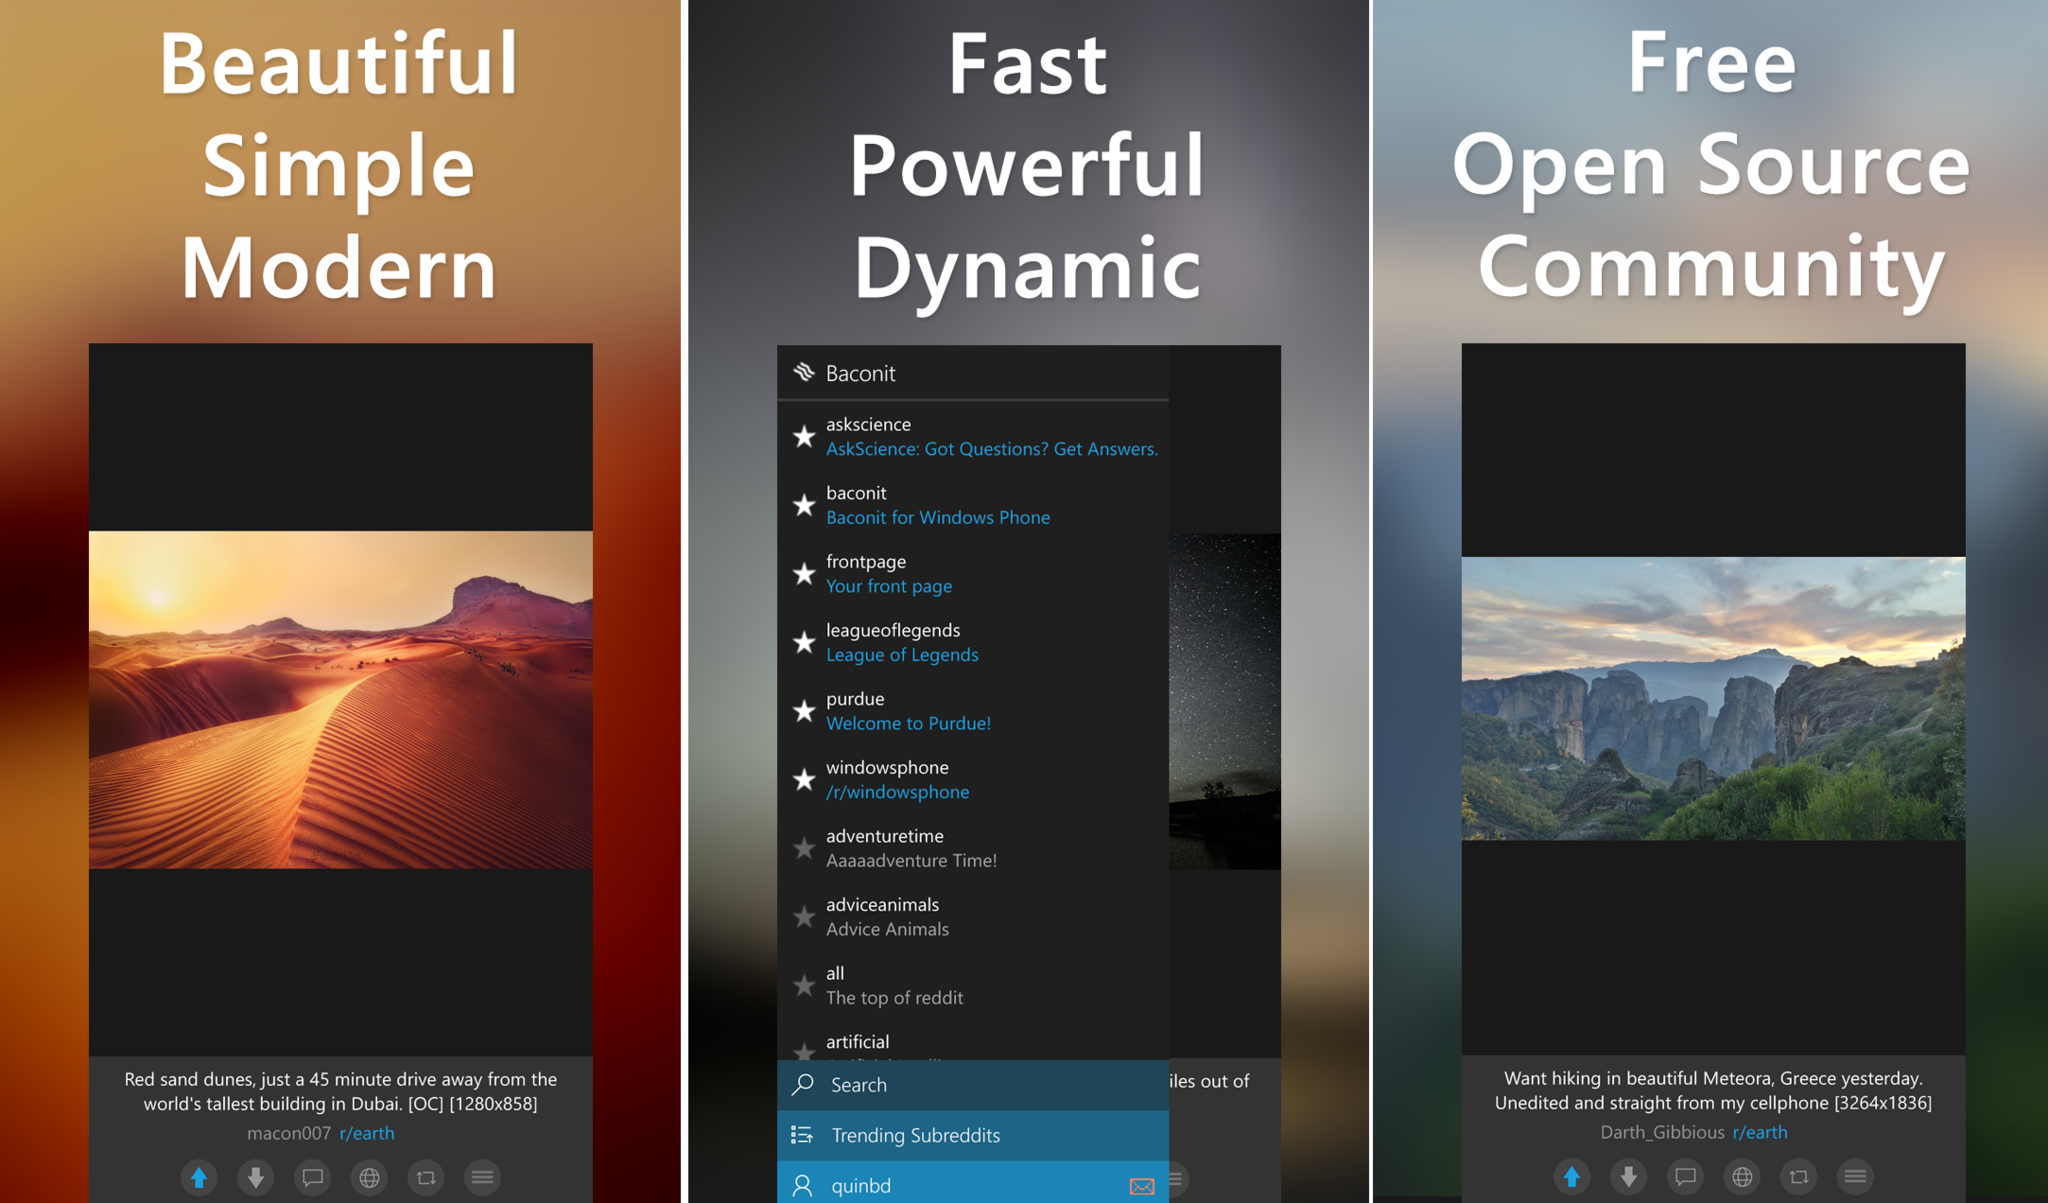 Beautiful
Simple
Modern
Red sand dunes, just a 45 minute drive away from the
world's tallest building in Dubai. [OC] [1280x858]
macon007 r/earth
Fast
Powerful
Dynamic
Baconit
askscience
AskScience: Got Questions? Get Answers.
baconit
Baconit for Windows Phone
frontpage
Your front page
leagueoflegends
League of Legends
purdue
Welcome to Purdue!
windowsphone
/r/windowsphone
adventuretime
Aaaaadventure Time!
adviceanimals
Advice Animals
all
The top of reddit
artificial
Search
iles out of
Trending Subreddits
quinbd
Free
Open Source
Community
Want hiking in beautiful Meteora, Greece yesterday.
Unedited and straight from my cellphone [3264x1836]
Darth_Gibbious r/earth